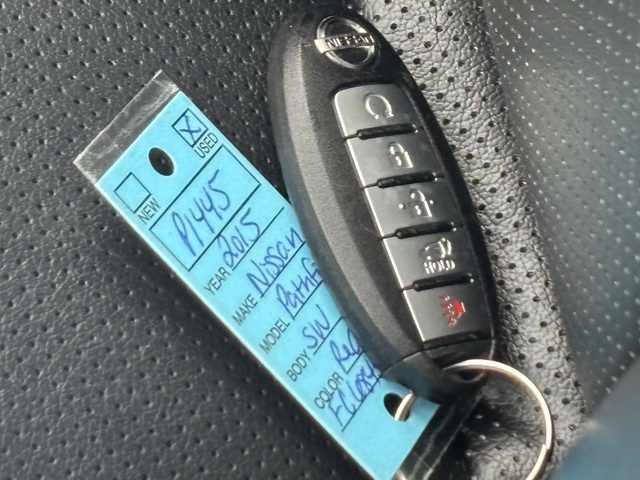 NISSAN
HOLD
NEW
X USED
P1445
YEAR 2015
MAKE Nissan
MODEL
BODY SW
COLOR